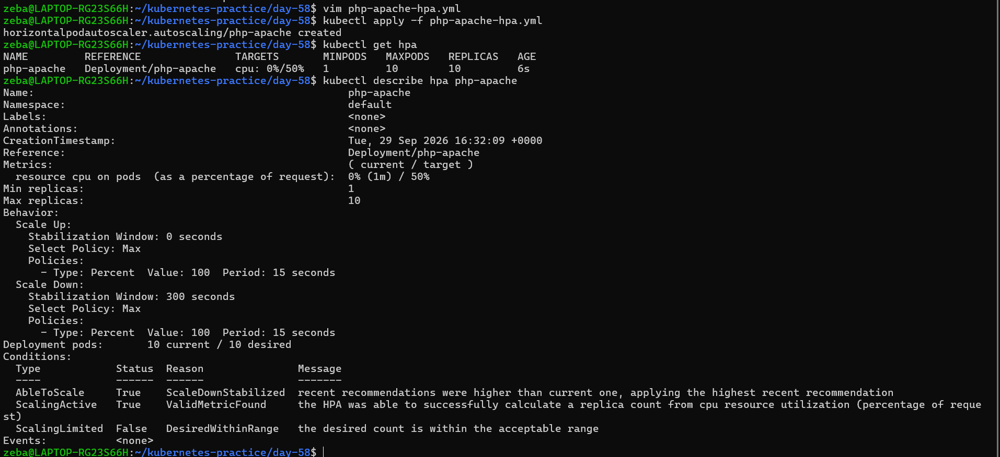 zeba@LAPTOP-RG23S66H:~/kubernetes-practice/day-58$ vim php-apache-hpa.yml
zeba@LAPTOP-RG23S66H:~/kubernetes-practice/day-58$ kubectl apply -f php-apache-hpa.yml
horizontalpodautoscaler.autoscaling/php-apache created
zeba@LAPTOP-RG23S66H:~/kubernetes-practice/day-58$ kubectl get hpa
NAME         REFERENCE               TARGETS       MINPODS   MAXPODS   REPLICAS   AGE
php-apache   Deployment/php-apache   cpu: 0%/50%   1         10        10         6s
zeba@LAPTOP-RG23S66H:~/kubernetes-practice/day-58$ kubectl describe hpa php-apache
Name:                                                  php-apache
Namespace:                                             default
Labels:                                                <none>
Annotations:                                           <none>
CreationTimestamp:                                     Tue, 29 Sep 2026 16:32:09 +0000
Reference:                                             Deployment/php-apache
Metrics:                                               ( current / target )
  resource cpu on pods  (as a percentage of request):  0% (1m) / 50%
Min replicas:                                          1
Max replicas:                                          10
Behavior:
  Scale Up:
    Stabilization Window: 0 seconds
    Select Policy: Max
    Policies:
      - Type: Percent  Value: 100  Period: 15 seconds
  Scale Down:
    Stabilization Window: 300 seconds
    Select Policy: Max
    Policies:
      - Type: Percent  Value: 100  Period: 15 seconds
Deployment pods:       10 current / 10 desired
Conditions:
  Type            Status  Reason               Message
  ----            ------  ------               -------
  AbleToScale     True    ScaleDownStabilized  recent recommendations were higher than current one, applying the highest recent recommendation
  ScalingActive   True    ValidMetricFound     the HPA was able to successfully calculate a replica count from cpu resource utilization (percentage of reque
st)
  ScalingLimited  False   DesiredWithinRange   the desired count is within the acceptable range
Events:           <none>
zeba@LAPTOP-RG23S66H:~/kubernetes-practice/day-58$